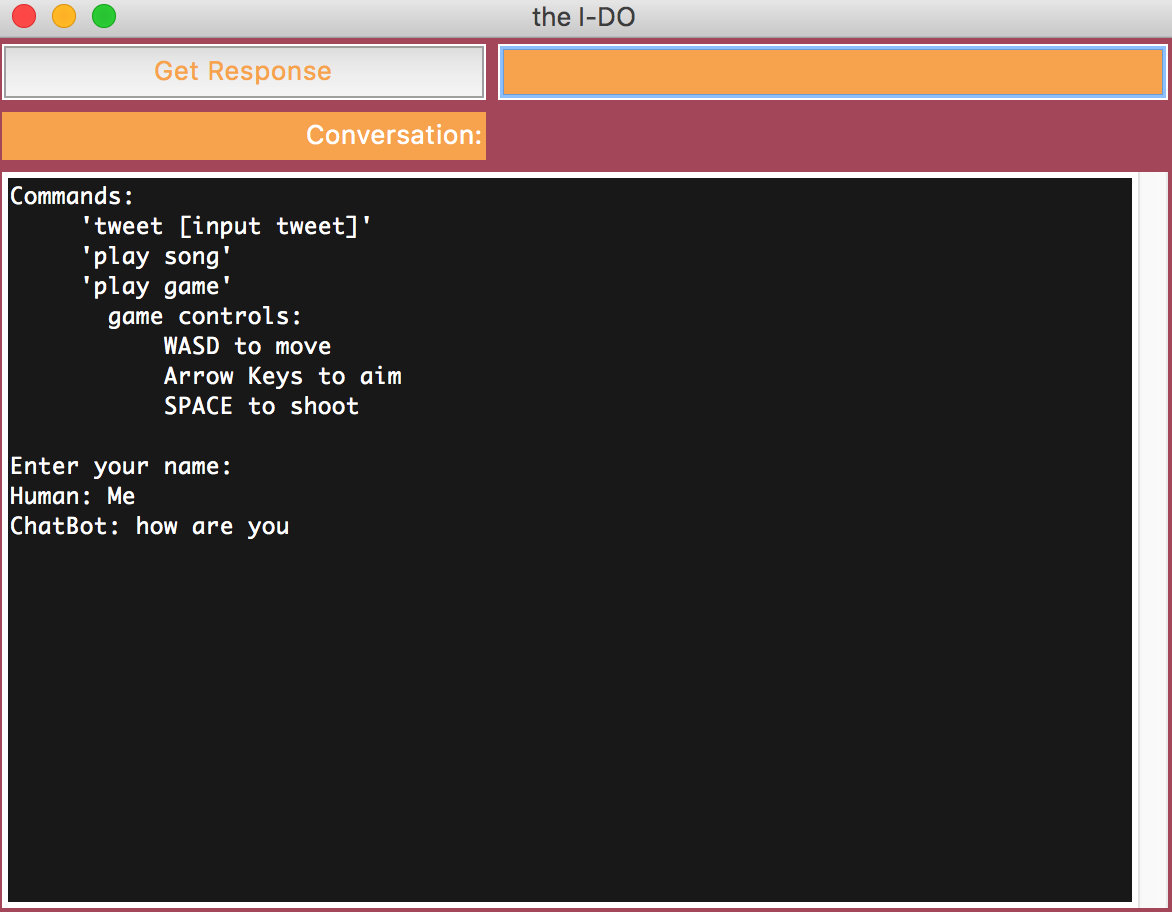 the I-DO
Get Response
Conversation:
Commands:
'tweet [input tweet]'
'play song'
'play game'
game controls:
WASD to move
Arrow Keys to aim
SPACE to shoot
Enter your name:
Human: Me
ChatBot: how are you